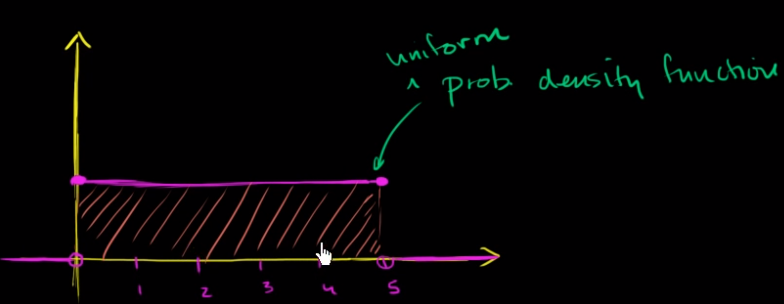 uniform
^ prob density function
1 2 3 4 5